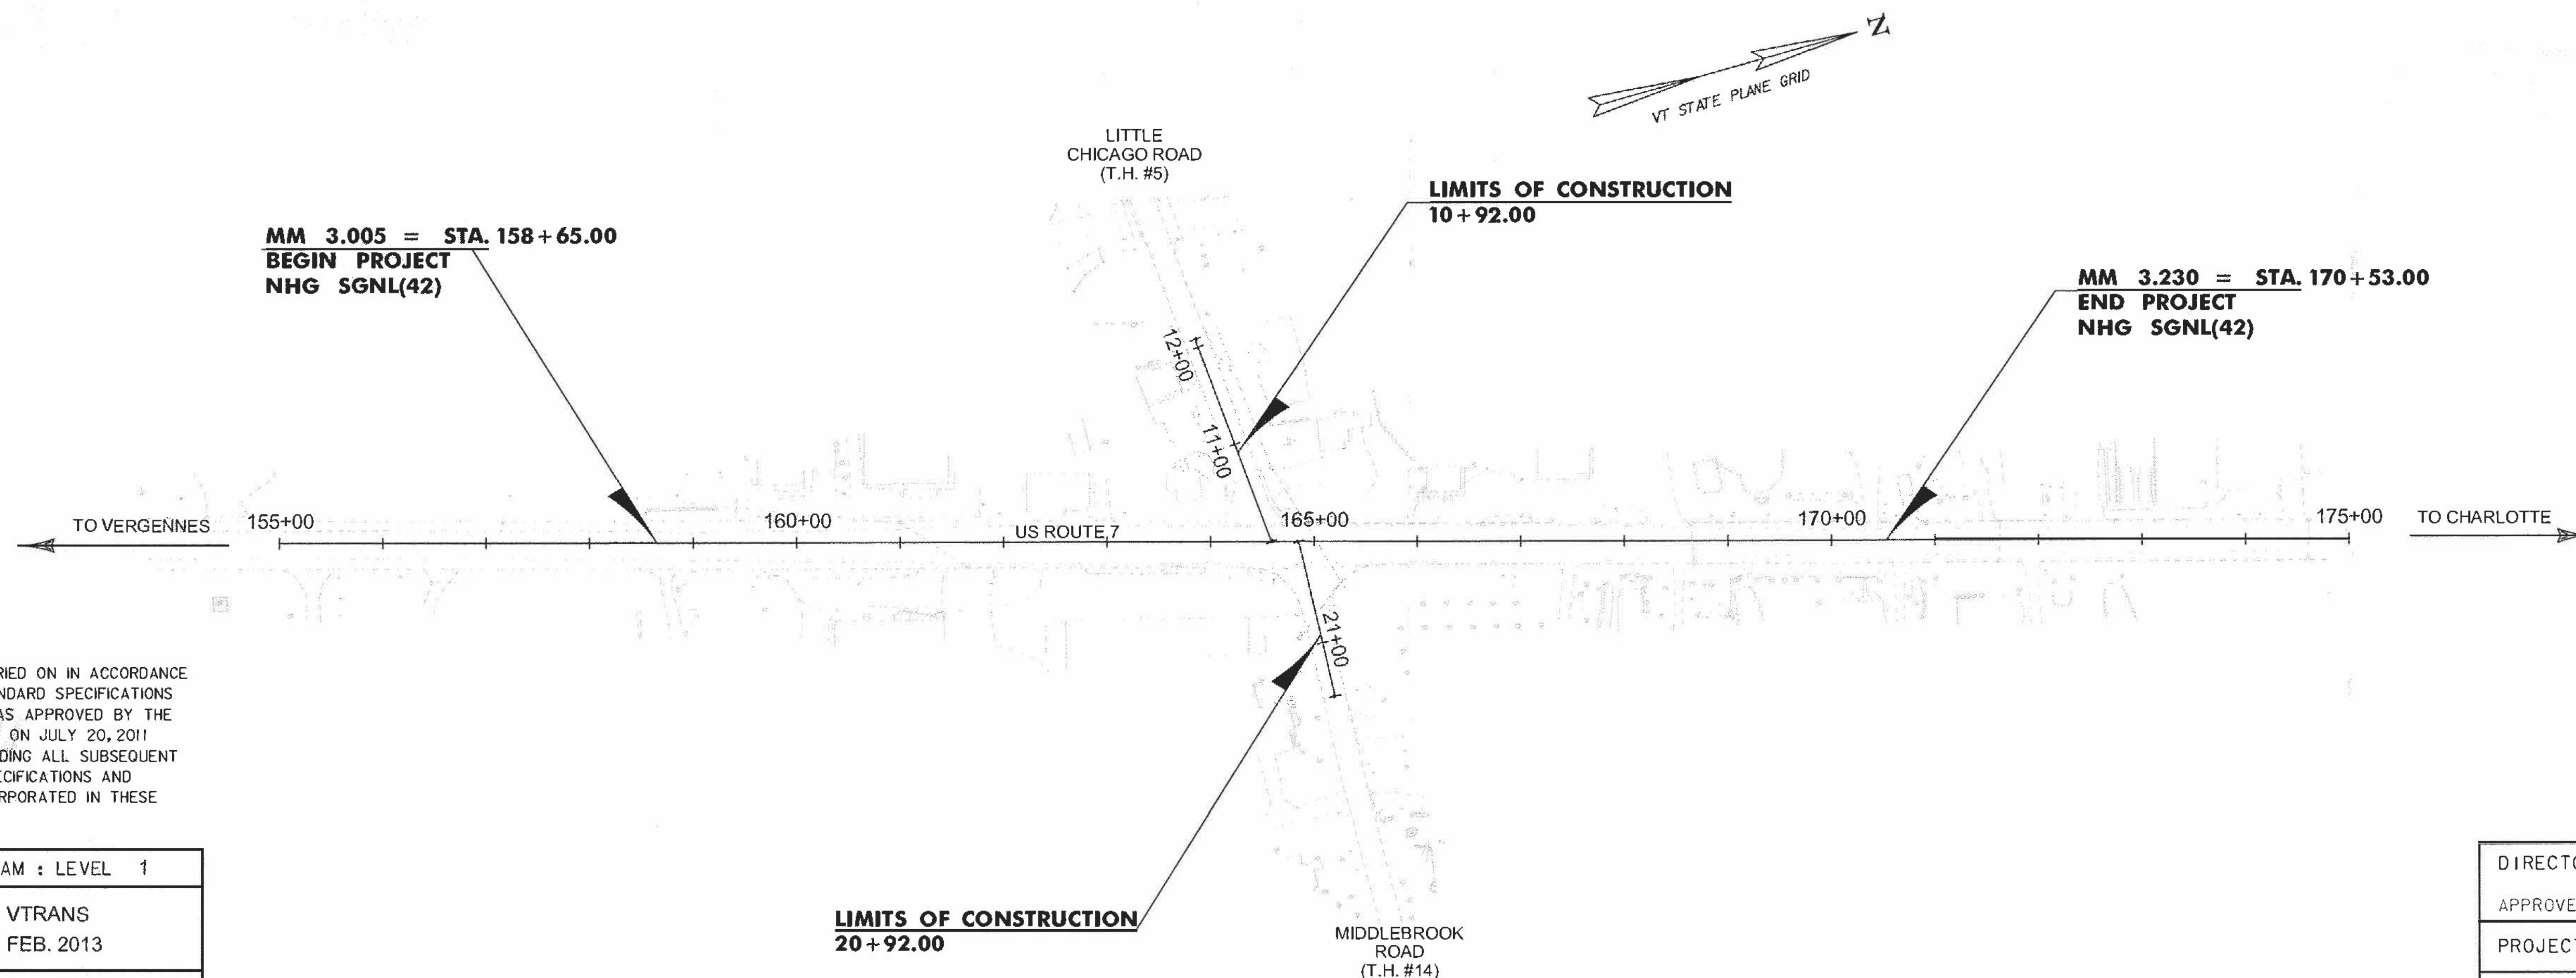 N
VT STATE PLANE GRID
LITTLE
CHICAGO ROAD
(T.H. #5)
LIMITS OF CONSTRUCTION
10+92.00
MM 3.005 = STA. 158+65.00
BEGIN PROJECT
NHG SGNL(42)
MM 3.230 = STA. 170+53.00
END PROJECT
NHG SGNL(42)
12+00
11+00
TO VERGENNES
155+00
160+00
US ROUTE 7
165+00
170+00
175+00
TO CHARLOTTE
21+00
RIED ON IN ACCORDANCE
NDARD SPECIFICATIONS
AS APPROVED BY THE
ON JULY 20, 2011
DING ALL SUBSEQUENT
ECIFICATIONS AND
RPORATED IN THESE
AM : LEVEL 1
VTRANS
FEB. 2013
LIMITS OF CONSTRUCTION
20+92.00
MIDDLEBROOK
ROAD
(T.H. #14)
DIRECTO
APPROVE
PROJECT